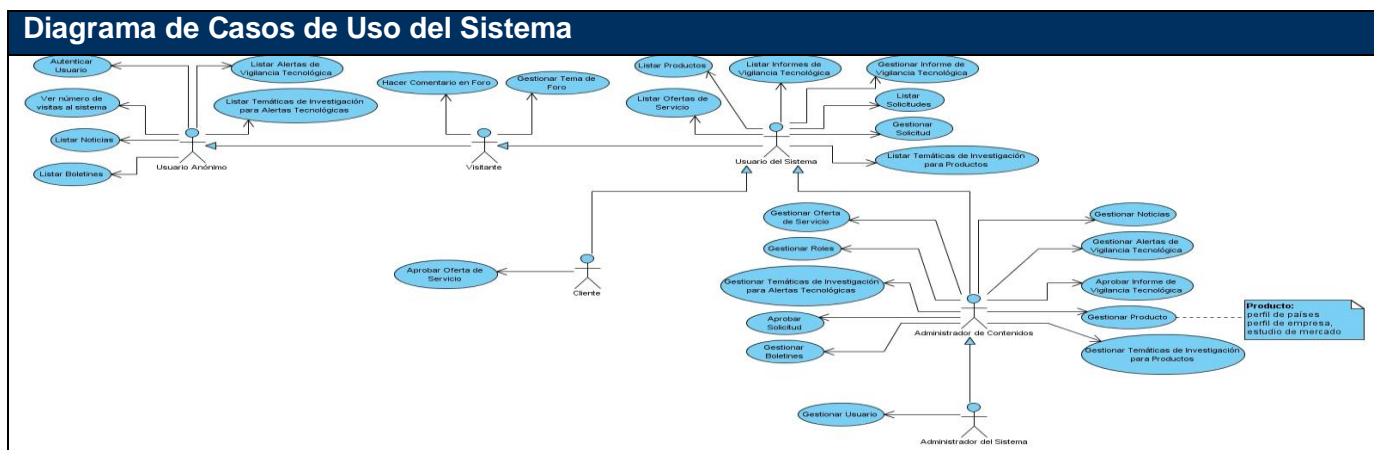 Diagrama de Casos de Uso del Sistema
Autenticar
Usuario
Listar Alertas de
Vigilancia Tecnológica
Ver número de
visitas al sistema
Listar Temáticas de Investigación
para Alertas Tecnológicas
Listar Noticias
Listar Boletines
Usuario Anónimo
Hacer Comentario en Foro
Gestionar Tema de
Foro
Visitante
Listar Productos
Listar Informes de
Vigilancia Tecnológica
Gestionar Informe de
Vigilancia Tecnológica
Listar Ofertas de
Servicio
Listar
Solicitudes
Gestionar
Solicitud
Listar Temáticas de Investigación
para Productos
Usuario del Sistema
Aprobar Oferta de
Servicio
Cliente
Gestionar Oferta
de Servicio
Gestionar Roles
Gestionar Temáticas de Investigación
para Alertas Tecnológicas
Aprobar
Solicitud
Gestionar
Boletines
Administrador de Contenidos
Gestionar Noticias
Gestionar Alertas de
Vigilancia Tecnológica
Aprobar Informe de
Vigilancia Tecnológica
Gestionar Producto
Producto:
perfil de países
perfil de empresa,
estudio de mercado
Gestionar Temáticas de Investigación
para Productos
Gestionar Usuario
Administrador del Sistema